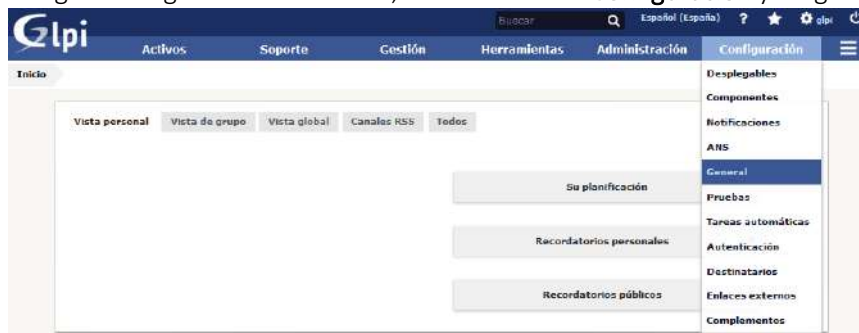 Glpi
Buscar Español (España) ? glpi
Activos Soporte Gestión Herramientas Administración Configuración
Inicio
Desplegables
Componentes
Vista personal Vista de grupo Vista global Canales RSS Todos
Notificaciones
ANS
General
Su planificación
Pruebas
Tareas automáticas
Recordatorios personales
Autenticación
Destinatarios
Recordatorios públicos
Enlaces externos
Complementos